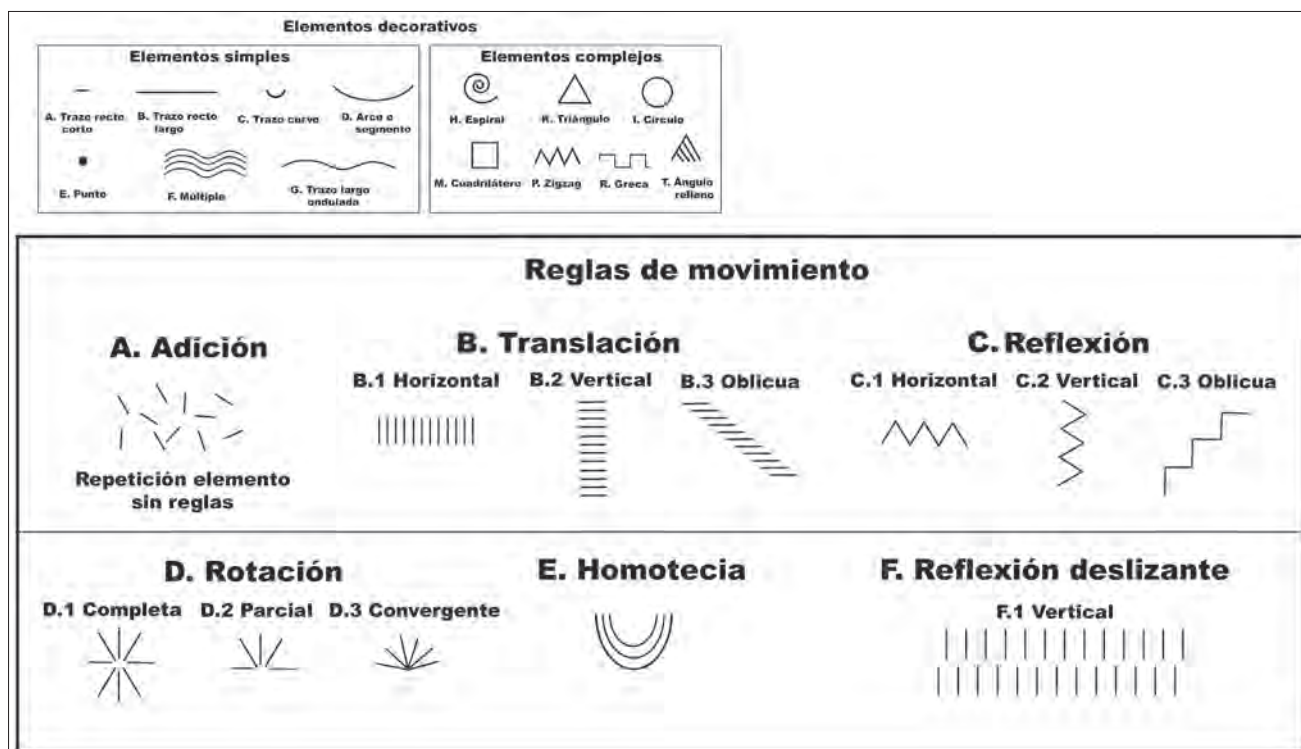 Elementos decorativos
Elementos simples
A. Trazo recto
corto
B. Trazo recto
largo
C. Trazo curvo
D. Arco o
segmento
E. Punto
F. Múltiple
G. Trazo largo
ondulada
Elementos complejos
H. Espiral
K. Triángulo
I. Círculo
M. Cuadrilátero
P. Zigzag
R. Greca
T. Ángulo
relleno
Reglas de movimiento
A. Adición
Repetición elemento
sin reglas
B. Translación
B.1 Horizontal
B.2 Vertical
B.3 Oblicua
C. Reflexión
C.1 Horizontal
C.2 Vertical
C.3 Oblicua
D. Rotación
D.1 Completa
D.2 Parcial
D.3 Convergente
E. Homotecia
F. Reflexión deslizante
F.1 Vertical